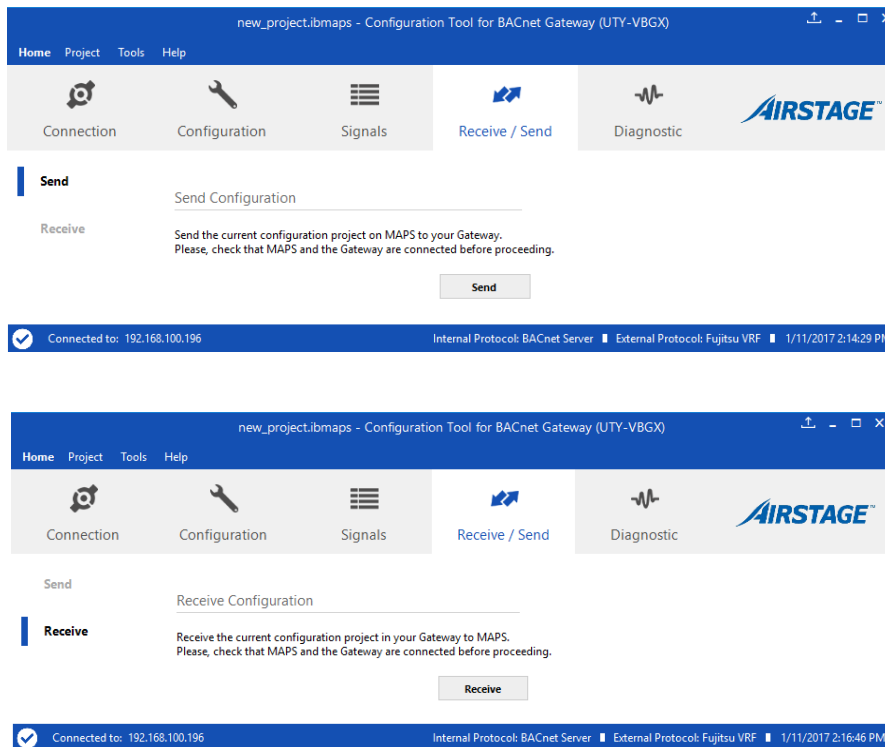 new_project.ibmaps - Configuration Tool for BACnet Gateway (UTY-VBGX)
Home Project Tools Help
Connection Configuration Signals Receive / Send Diagnostic AIRSTAGE™
Send
Send Configuration
Receive
Send the current configuration project on MAPS to your Gateway.
Please, check that MAPS and the Gateway are connected before proceeding.
Send
Connected to: 192.168.100.196 Internal Protocol: BACnet Server External Protocol: Fujitsu VRF 1/11/2017 2:14:29 PM
new_project.ibmaps - Configuration Tool for BACnet Gateway (UTY-VBGX)
Home Project Tools Help
Connection Configuration Signals Receive / Send Diagnostic AIRSTAGE™
Send
Receive Configuration
Receive
Receive the current configuration project in your Gateway to MAPS.
Please, check that MAPS and the Gateway are connected before proceeding.
Receive
Connected to: 192.168.100.196 Internal Protocol: BACnet Server External Protocol: Fujitsu VRF 1/11/2017 2:16:46 PM